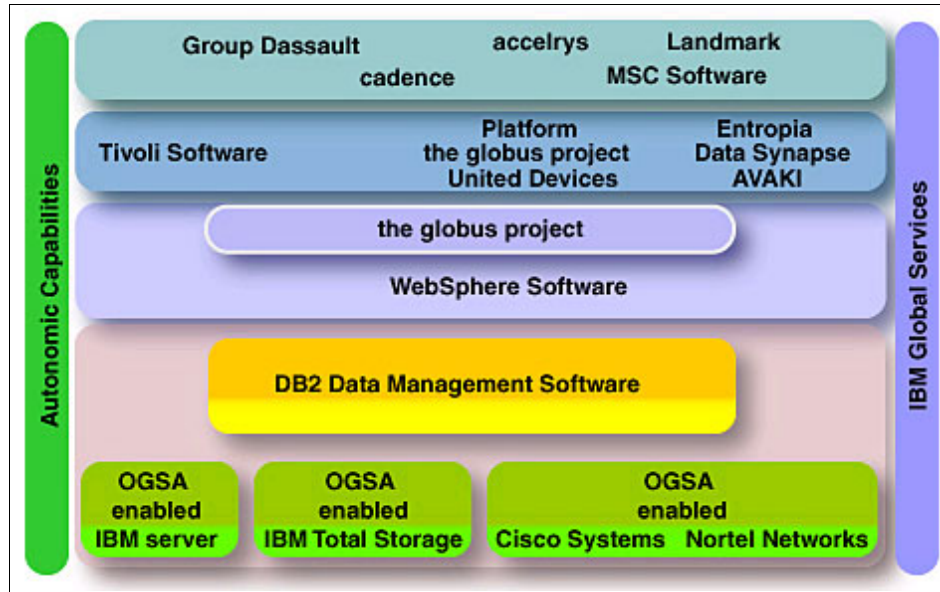 Autonomic Capabilities
Group Dassault accelrys Landmark
cadence MSC Software
Tivoli Software
Platform
the globus project
United Devices
Entropia
Data Synapse
AVAKI
the globus project
WebSphere Software
DB2 Data Management Software
OGSA
enabled
IBM server
OGSA
enabled
IBM Total Storage
OGSA
enabled
Cisco Systems Nortel Networks
IBM Global Services